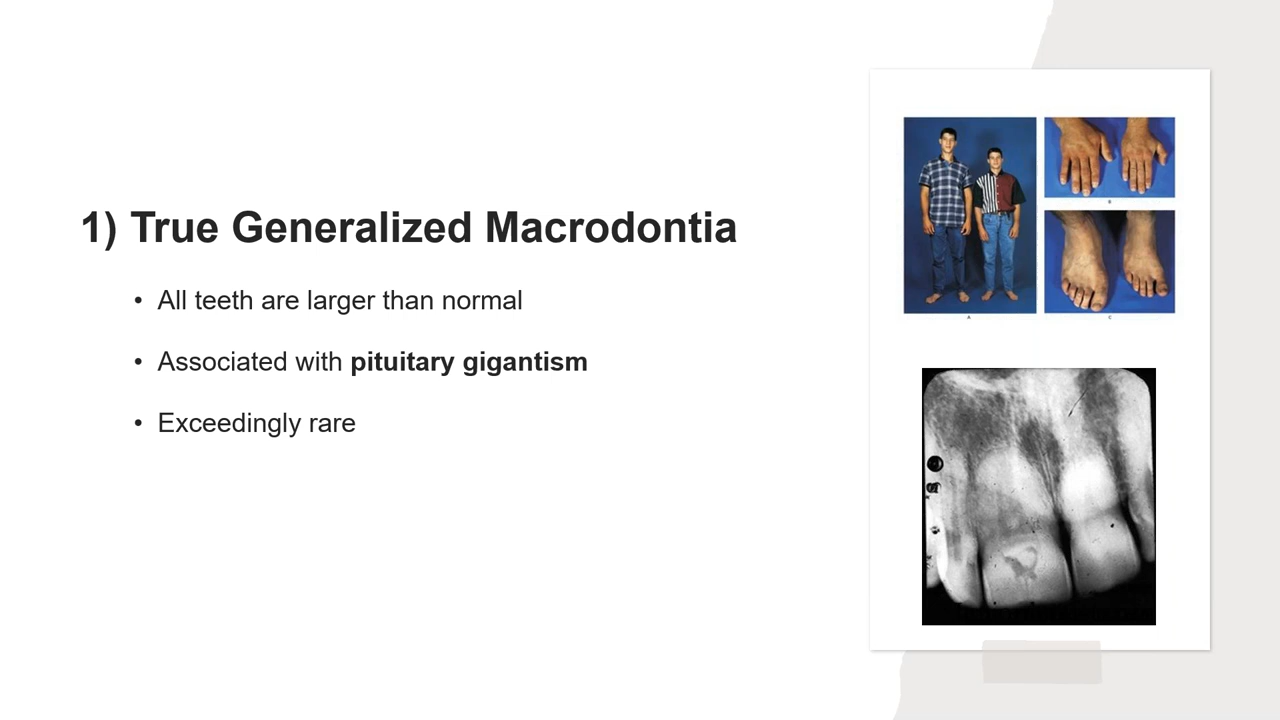 1) True Generalized Macrodontia
• All teeth are larger than normal
• Associated with pituitary gigantism
• Exceedingly rare
A
B
C